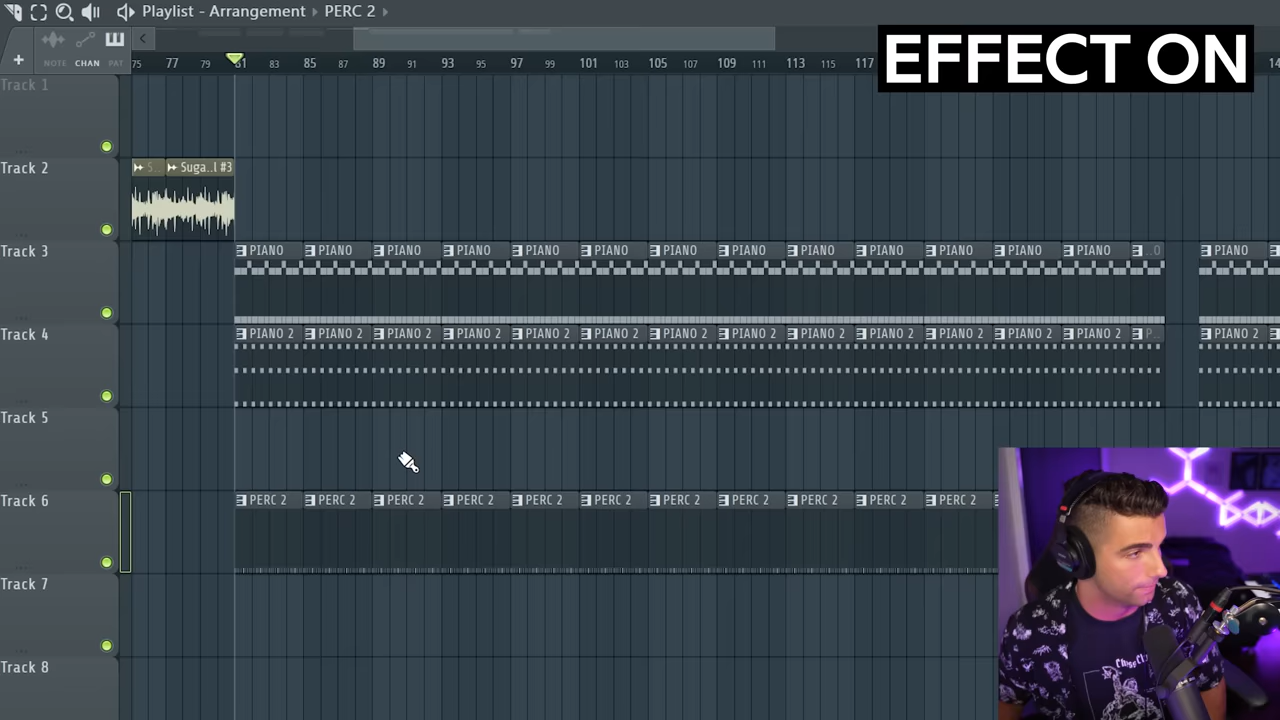 Playlist - Arrangement ▸ PERC 2 ▸
EFFECT ON
NOTE CHAN PAT
75 77 79 81 83 85 87 89 91 93 95 97 99 101 103 105 107 109 111 113 115 117
Track 1
Track 2
S... Suga..l #3
Track 3
PIANO PIANO PIANO PIANO PIANO PIANO PIANO PIANO PIANO PIANO PIANO PIANO PIANO ..O PIANO
Track 4
PIANO 2 PIANO 2 PIANO 2 PIANO 2 PIANO 2 PIANO 2 PIANO 2 PIANO 2 PIANO 2 PIANO 2 PIANO 2 PIANO 2 PIANO 2 P... PIANO 2
Track 5
Track 6
PERC 2 PERC 2 PERC 2 PERC 2 PERC 2 PERC 2 PERC 2 PERC 2 PERC 2 PERC 2 PERC 2
Track 7
Track 8